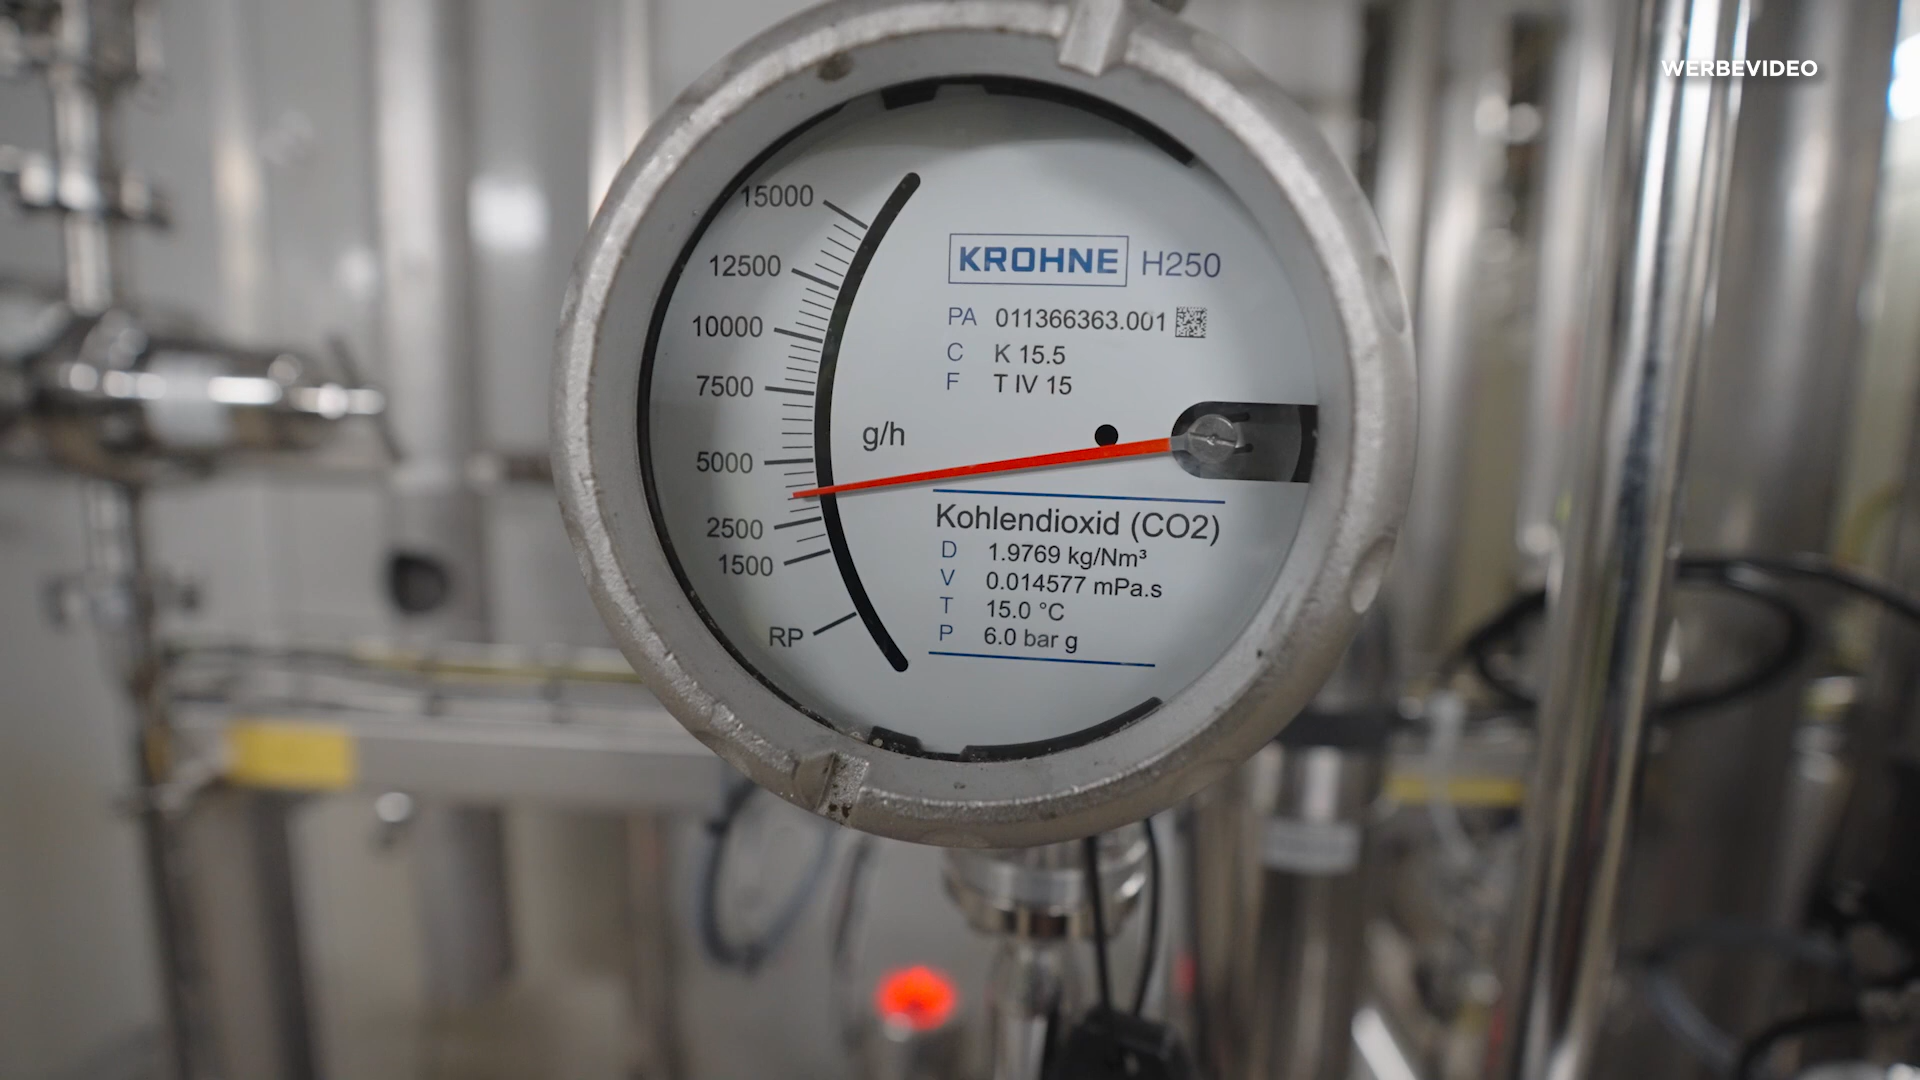 WERBEVIDEO
15000
12500
10000
7500
5000
2500
1500
RP
g/h
KROHNE H250
PA 011366363.001
C K 15.5
F T IV 15
Kohlendioxid (CO2)
D 1.9769 kg/Nm³
V 0.014577 mPa.s
T 15.0 °C
P 6.0 bar g